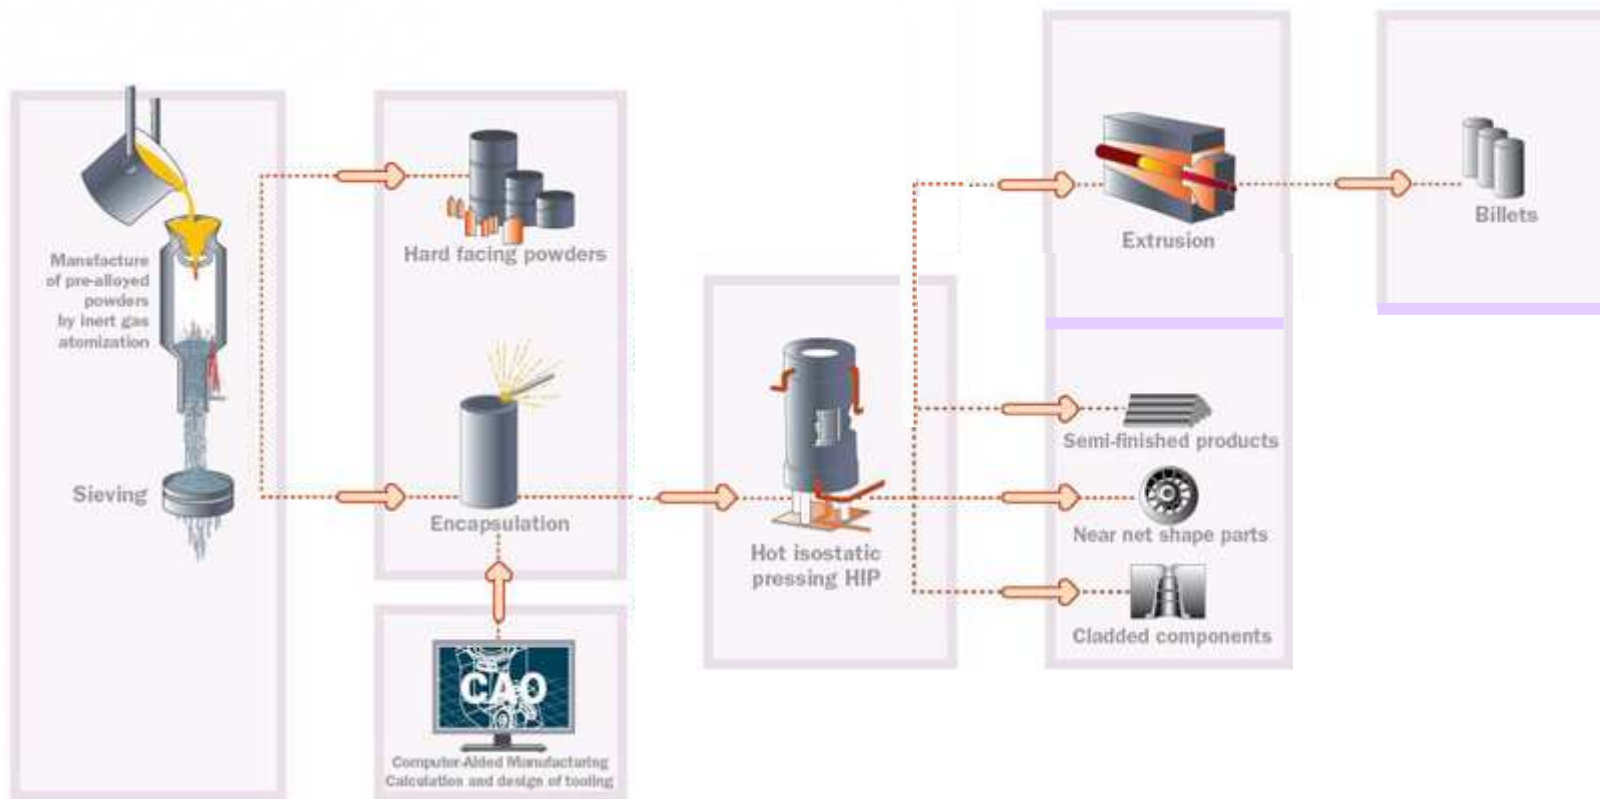 Manufacture
of pre-alloyed
powders
by inert gas
atomization
Sieving
Hard facing powders
Encapsulation
CAO
Computer-Aided Manufacturing
Calculation and design of tooling
Hot isostatic
pressing HIP
Extrusion
Billets
Semi-finished products
Near net shape parts
Cladded components